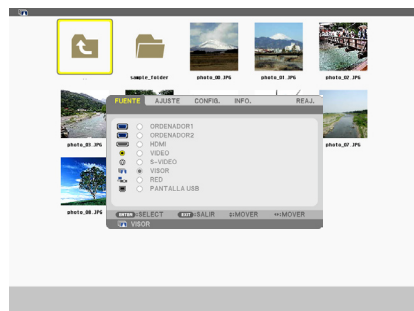 ..
sample_folder
photo_00.JPG
photo_01.JPG
photo_02.JPG
FUENTE
AJUSTE
CONFIG.
INFO.
REAJ.
ORDENADOR1
ORDENADOR2
HDMI
VIDEO
S-VIDEO
VISOR
RED
PANTALLA USB
photo_03.JPG
photo_07.JPG
photo_08.JPG
ENTER :SELECT
EXIT :SALIR
↕:MOVER
↔:MOVER
VISOR